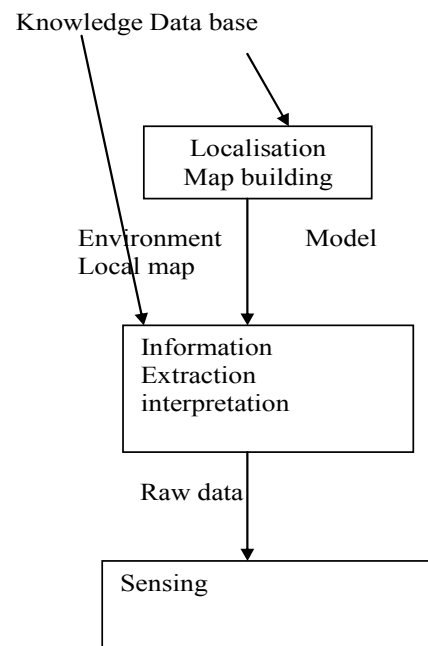 Knowledge Data base
Localisation
Map building
Environment Model
Local map
Information
Extraction
interpretation
Raw data
Sensing